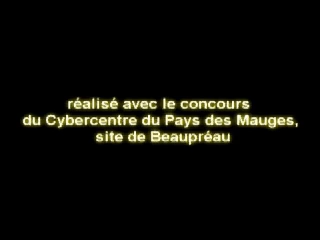 réalisé avec le concours
du Cybercentre du Pays des Mauges,
site de Beaupréau